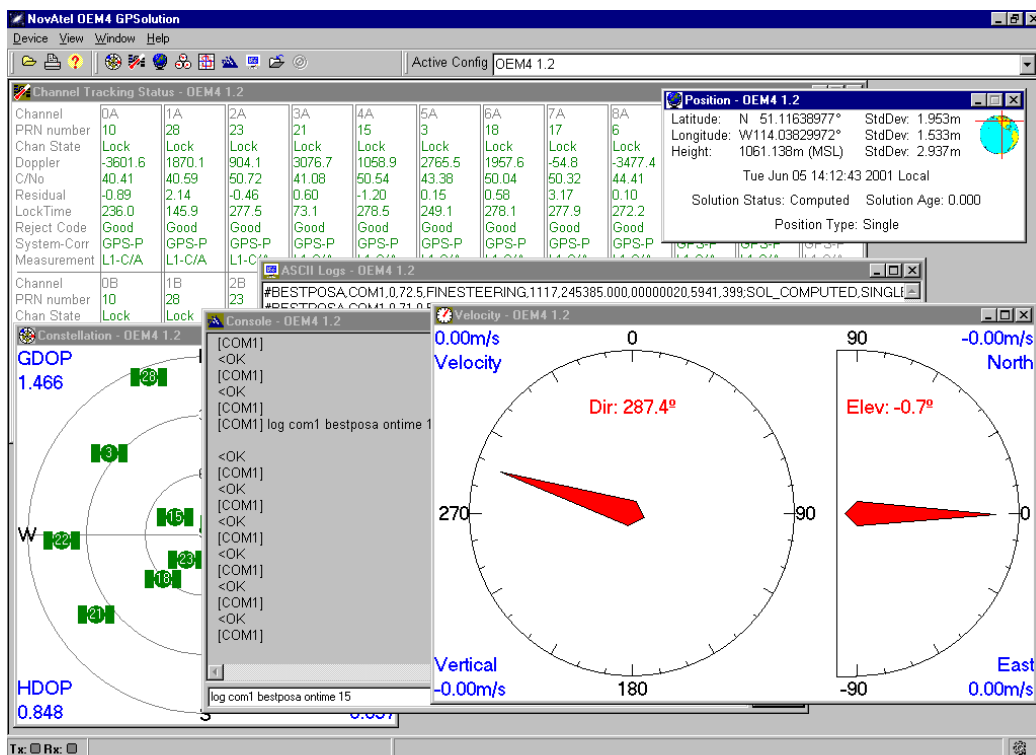 NovAtel OEM4 GPSolution
Device View Window Help
Active Config OEM4 1.2
Channel Tracking Status - OEM4 1.2
Channel 0A 1A 2A 3A 4A 5A 6A 7A 8A
PRN number 10 28 23 21 15 3 18 17 6
Chan State Lock Lock Lock Lock Lock Lock Lock Lock Lock
Doppler -3601.6 1870.1 904.1 3076.7 1058.9 2765.5 1957.6 -54.8 -3477.4
C/No 40.41 40.59 50.72 41.08 50.54 43.38 50.04 50.32 44.41
Residual -0.89 2.14 -0.46 0.60 -1.20 0.15 0.58 3.17 0.10
LockTime 236.0 145.9 277.5 73.1 278.5 249.1 278.1 277.9 272.2
Reject Code Good Good Good Good Good Good Good Good Good
System-Corr GPS-P GPS-P GPS-P GPS-P GPS-P GPS-P GPS-P GPS-P GPS-P
Measurement L1-C/A L1-C/A L1-C/A
Channel 0B 1B 2B
PRN number 10 28 23
Chan State Lock Lock
Position - OEM4 1.2
Latitude: N 51.11638977° StdDev: 1.953m
Longitude: W114.03829972° StdDev: 1.533m
Height: 1061.138m (MSL) StdDev: 2.937m
Tue Jun 05 14:12:43 2001 Local
Solution Status: Computed Solution Age: 0.000
Position Type: Single
ASCII Logs - OEM4 1.2
#BESTPOSA,COM1,0,72.5,FINESTEERING,1117,245385.000,00000020,5941,399;SOL_COMPUTED,SINGLE
Constellation - OEM4 1.2
GDOP
1.466
28
3
15
W
22
23
18
21
HDOP
0.848
Console - OEM4 1.2
[COM1]
<OK
[COM1]
<OK
[COM1]
[COM1] log com1 bestposa ontime 1
<OK
[COM1]
<OK
[COM1]
<OK
[COM1]
<OK
[COM1]
<OK
[COM1]
<OK
[COM1]
log com1 bestposa ontime 15
Velocity - OEM4 1.2
0.00m/s 0 90 -0.00m/s
Velocity North
Dir: 287.4º Elev: -0.7º
270 90 0
Vertical East
-0.00m/s 180 -90 0.00m/s
Tx: Rx: